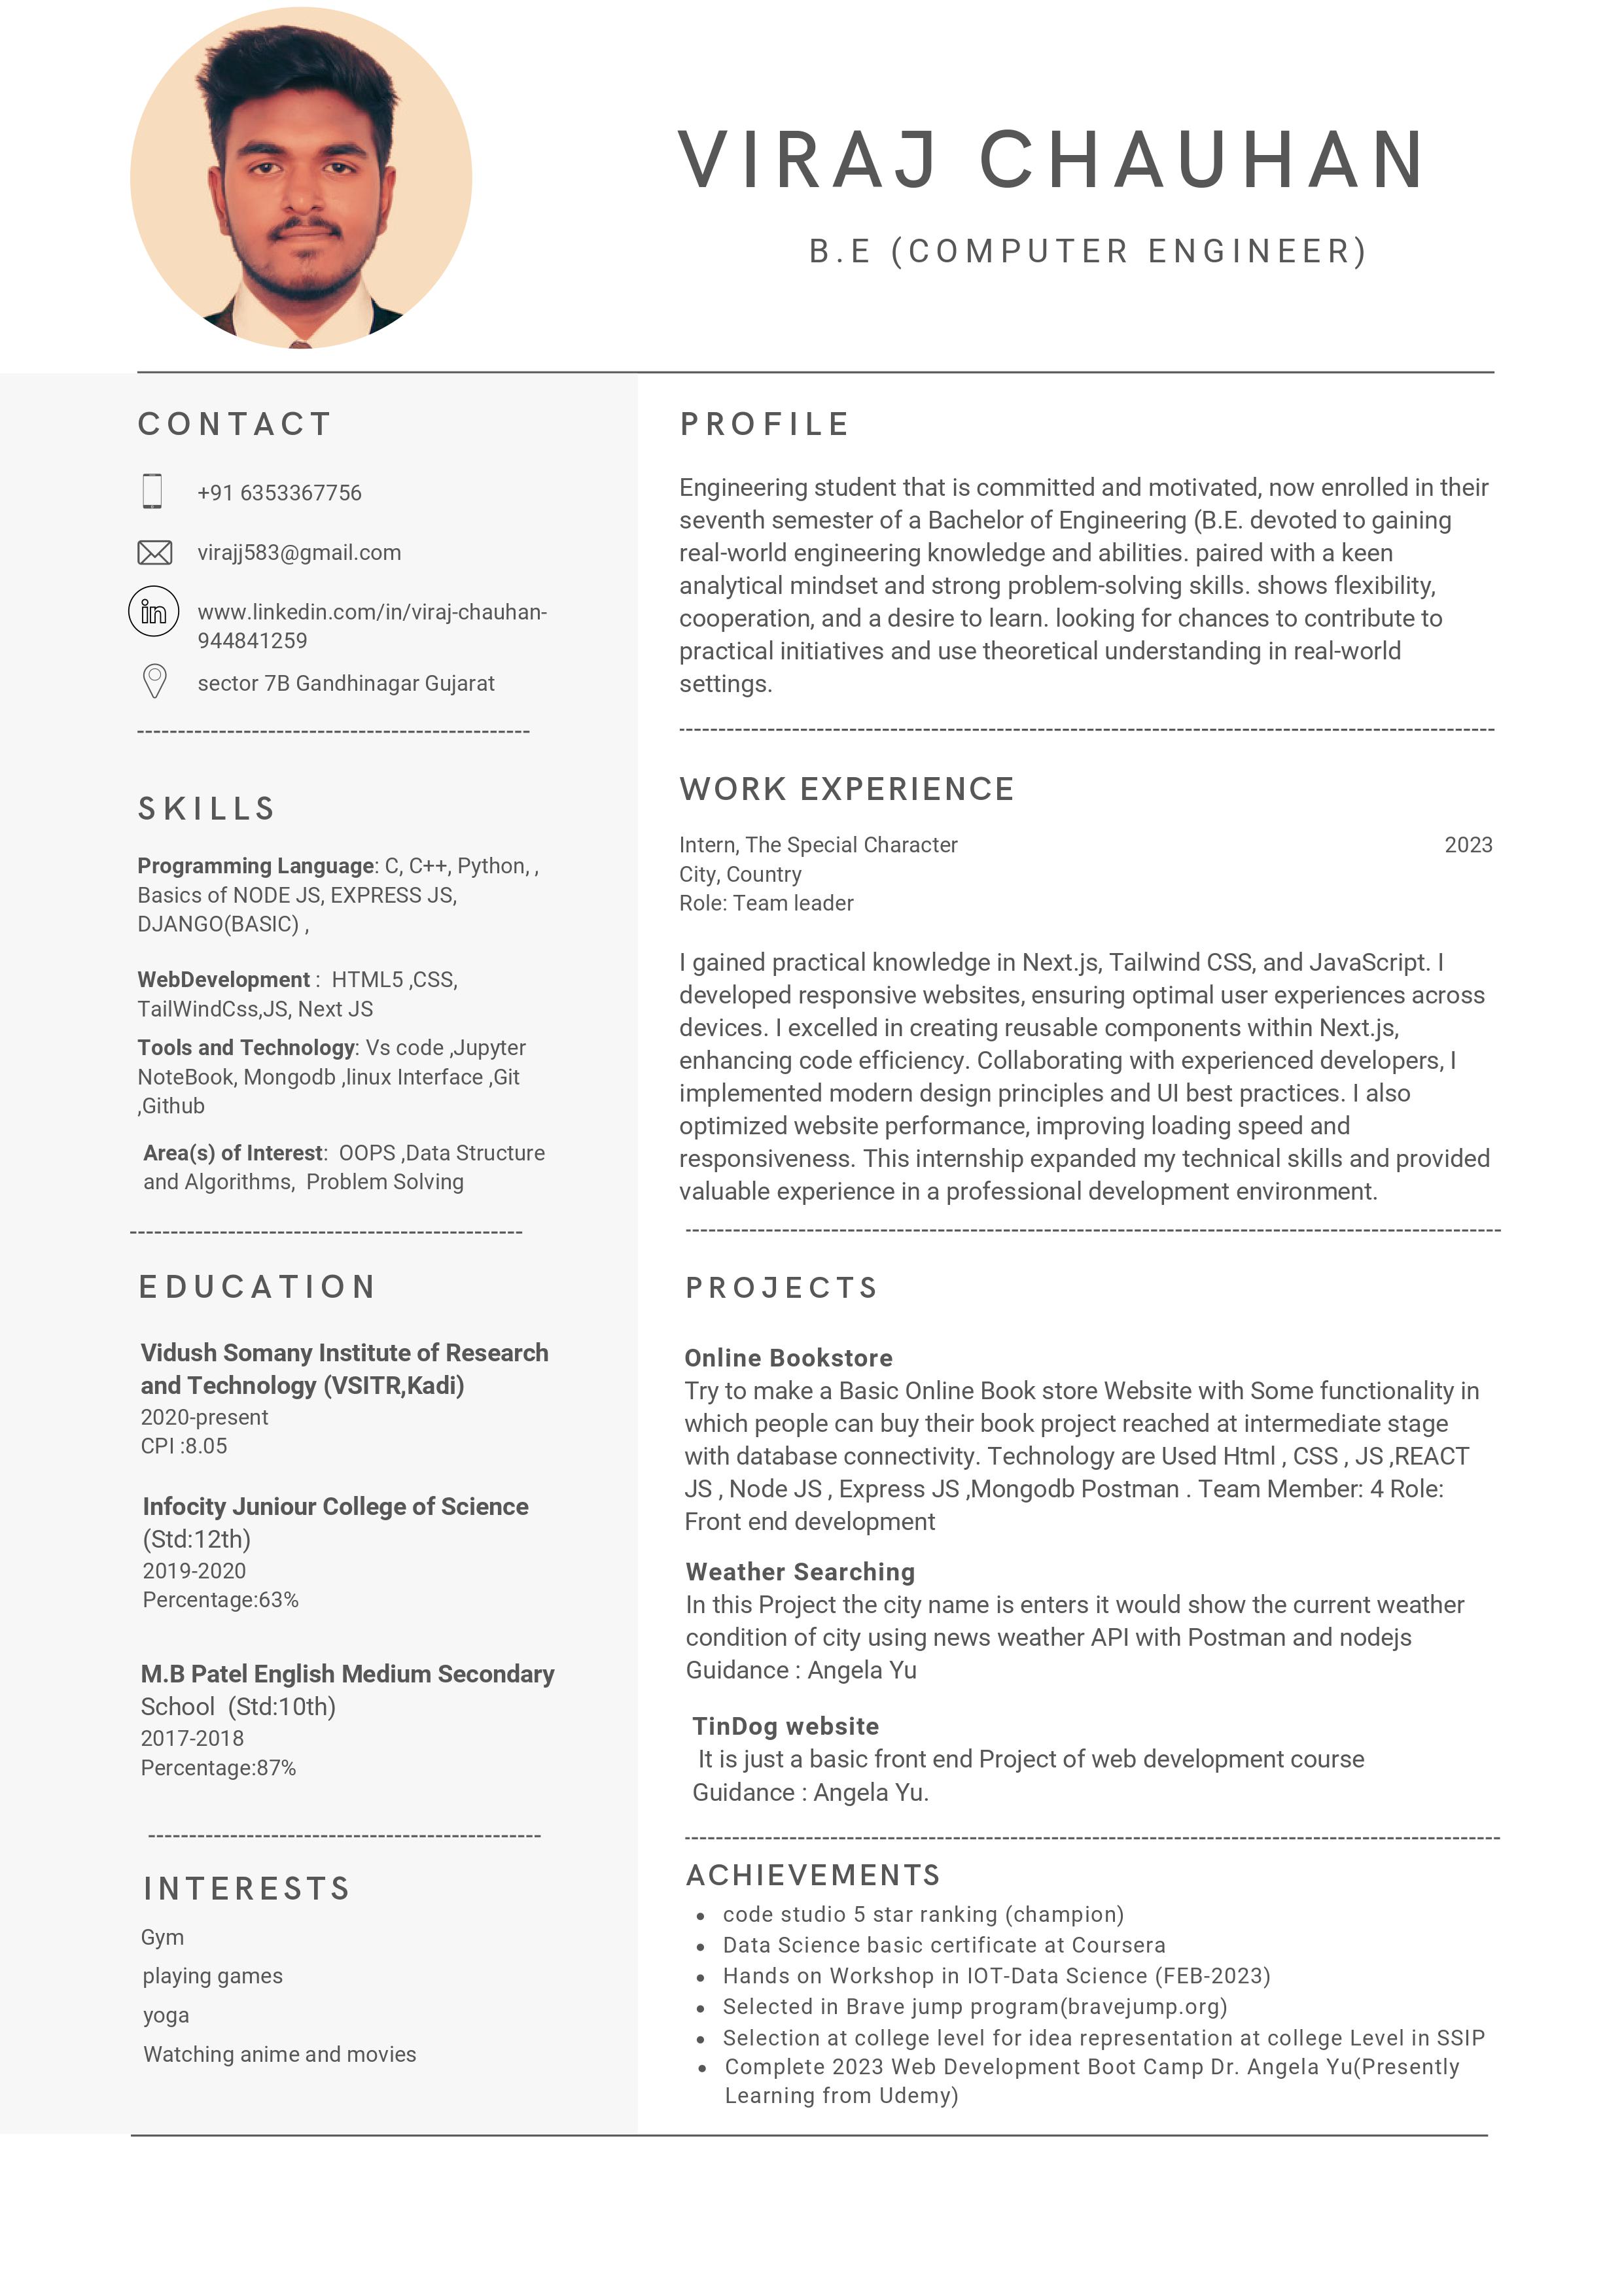 VIRAJ CHAUHAN
B.E (COMPUTER ENGINEER)
CONTACT
+91 6353367756
virajj583@gmail.com
www.linkedin.com/in/viraj-chauhan-
944841259
sector 7B Gandhinagar Gujarat
SKILLS
Programming Language: C, C++, Python, ,
Basics of NODE JS, EXPRESS JS,
DJANGO(BASIC) ,
WebDevelopment :  HTML5 ,CSS,
TailWindCss,JS, Next JS
Tools and Technology: Vs code ,Jupyter
NoteBook, Mongodb ,linux Interface ,Git
,Github
Area(s) of Interest:  OOPS ,Data Structure
and Algorithms,  Problem Solving
EDUCATION
Vidush Somany Institute of Research
and Technology (VSITR,Kadi)
2020-present
CPI :8.05
Infocity Juniour College of Science
(Std:12th)
2019-2020
Percentage:63%
M.B Patel English Medium Secondary
School  (Std:10th)
2017-2018
Percentage:87%
INTERESTS
Gym
playing games
yoga
Watching anime and movies
PROFILE
Engineering student that is committed and motivated, now enrolled in their
seventh semester of a Bachelor of Engineering (B.E. devoted to gaining
real-world engineering knowledge and abilities. paired with a keen
analytical mindset and strong problem-solving skills. shows flexibility,
cooperation, and a desire to learn. looking for chances to contribute to
practical initiatives and use theoretical understanding in real-world
settings.
WORK EXPERIENCE
Intern, The Special Character 2023
City, Country
Role: Team leader
I gained practical knowledge in Next.js, Tailwind CSS, and JavaScript. I
developed responsive websites, ensuring optimal user experiences across
devices. I excelled in creating reusable components within Next.js,
enhancing code efficiency. Collaborating with experienced developers, I
implemented modern design principles and UI best practices. I also
optimized website performance, improving loading speed and
responsiveness. This internship expanded my technical skills and provided
valuable experience in a professional development environment.
PROJECTS
Online Bookstore
Try to make a Basic Online Book store Website with Some functionality in
which people can buy their book project reached at intermediate stage
with database connectivity. Technology are Used Html , CSS , JS ,REACT
JS , Node JS , Express JS ,Mongodb Postman . Team Member: 4 Role:
Front end development
Weather Searching
In this Project the city name is enters it would show the current weather
condition of city using news weather API with Postman and nodejs
Guidance : Angela Yu
TinDog website
It is just a basic front end Project of web development course
Guidance : Angela Yu.
ACHIEVEMENTS
• code studio 5 star ranking (champion)
• Data Science basic certificate at Coursera
• Hands on Workshop in IOT-Data Science (FEB-2023)
• Selected in Brave jump program(bravejump.org)
• Selection at college level for idea representation at college Level in SSIP
• Complete 2023 Web Development Boot Camp Dr. Angela Yu(Presently
Learning from Udemy)